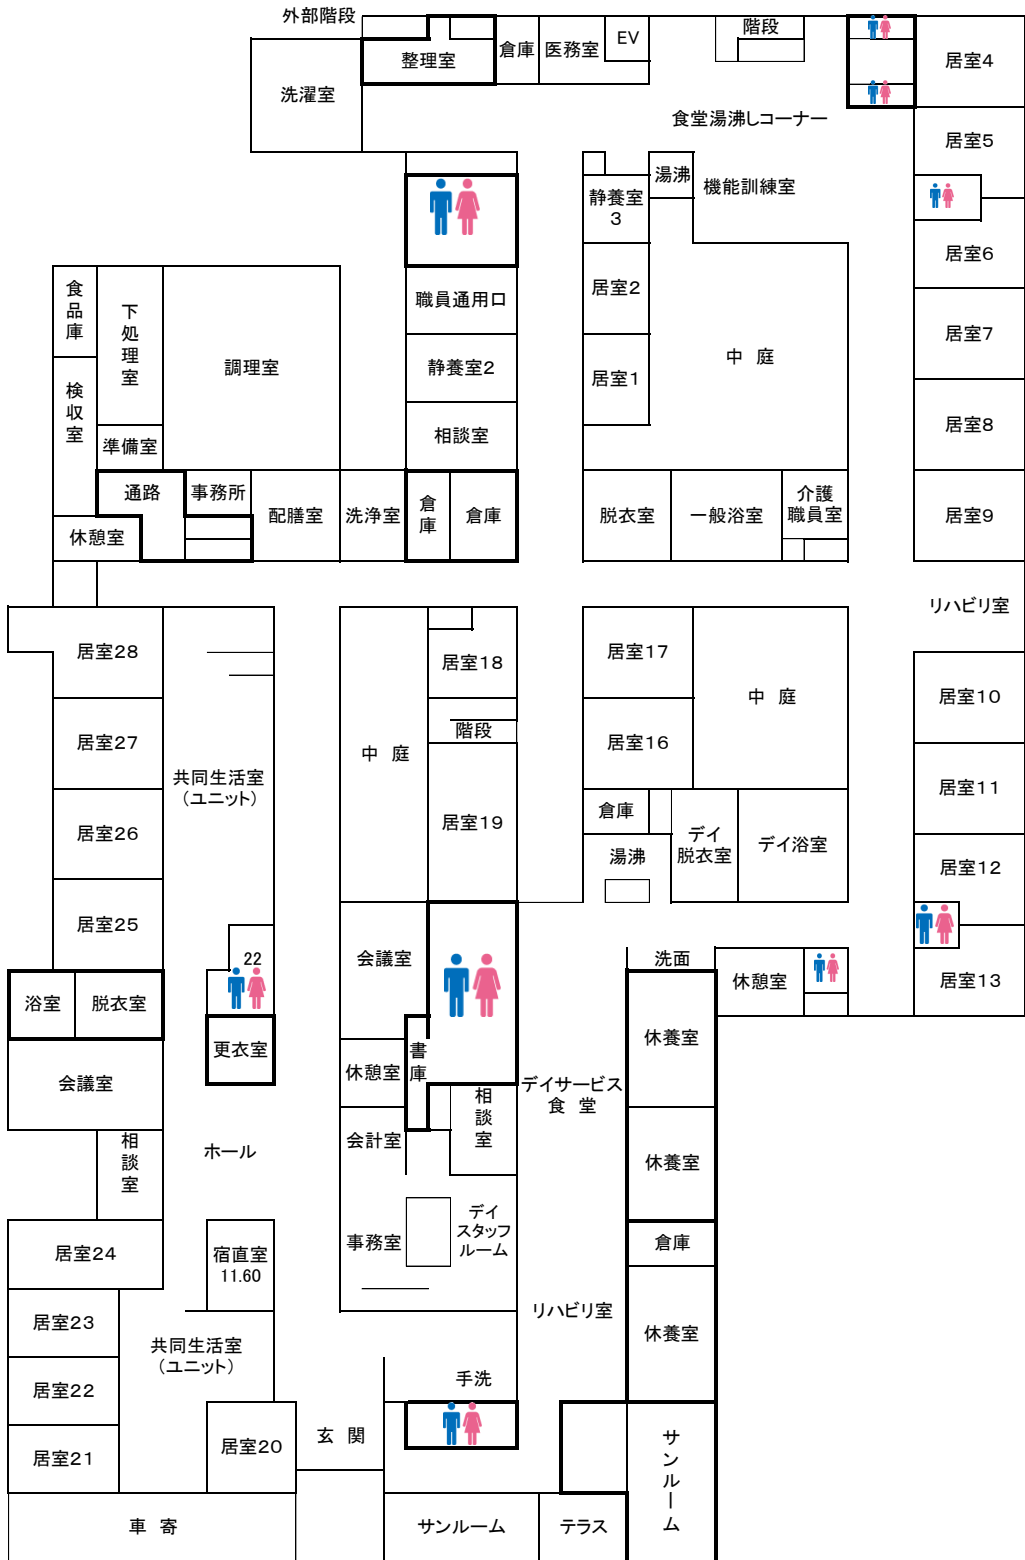 外部階段
整理室
倉庫
医務室
EV
階段
居室4
洗濯室
食堂湯沸しコーナー
居室5
湯沸
機能訓練室
静養室
3
居室6
食品庫
下処理室
調理室
職員通用口
居室2
中 庭
居室7
検収室
静養室2
居室1
居室8
準備室
相談室
通路
事務所
配膳室
洗浄室
倉庫
倉庫
脱衣室
一般浴室
介護
職員室
居室9
休憩室
リハビリ室
居室28
居室18
居室17
中 庭
居室10
居室27
共同生活室
(ユニット)
中 庭
階段
居室16
居室11
居室26
居室19
倉庫
湯沸
デイ
脱衣室
デイ浴室
居室12
居室25
22
会議室
洗面
休憩室
居室13
浴室
脱衣室
更衣室
書庫
休養室
会議室
休憩室
デイサービス
食 堂
相談室
会計室
相談室
ホール
休養室
居室24
宿直室
11.60
事務室
デイ
スタッフ
ルーム
倉庫
居室23
共同生活室
(ユニット)
リハビリ室
休養室
居室22
手洗
居室21
居室20
玄 関
サンルーム
車 寄
サンルーム
テラス